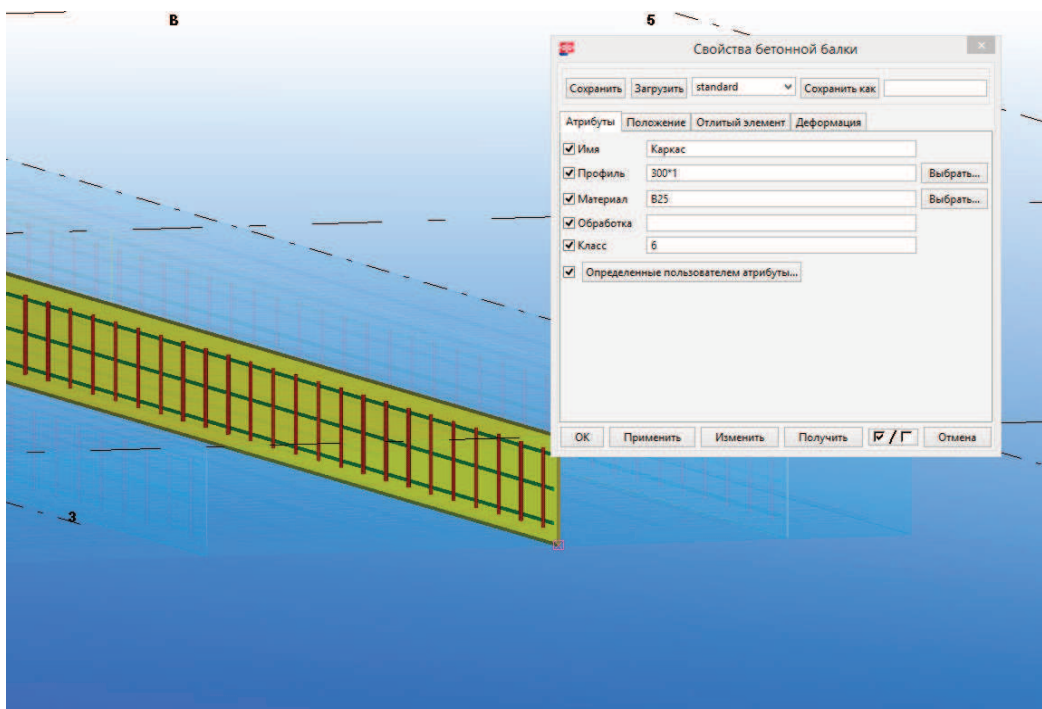 В 5
Свойства бетонной балки
Сохранить Загрузить standard Сохранить как
Атрибуты Положение Отлитый элемент Деформация
Имя Каркас
Профиль 300*1 Выбрать...
Материал B25 Выбрать...
Обработка
Класс 6
Определенные пользователем атрибуты...
ОК Применить Изменить Получить Отмена
3